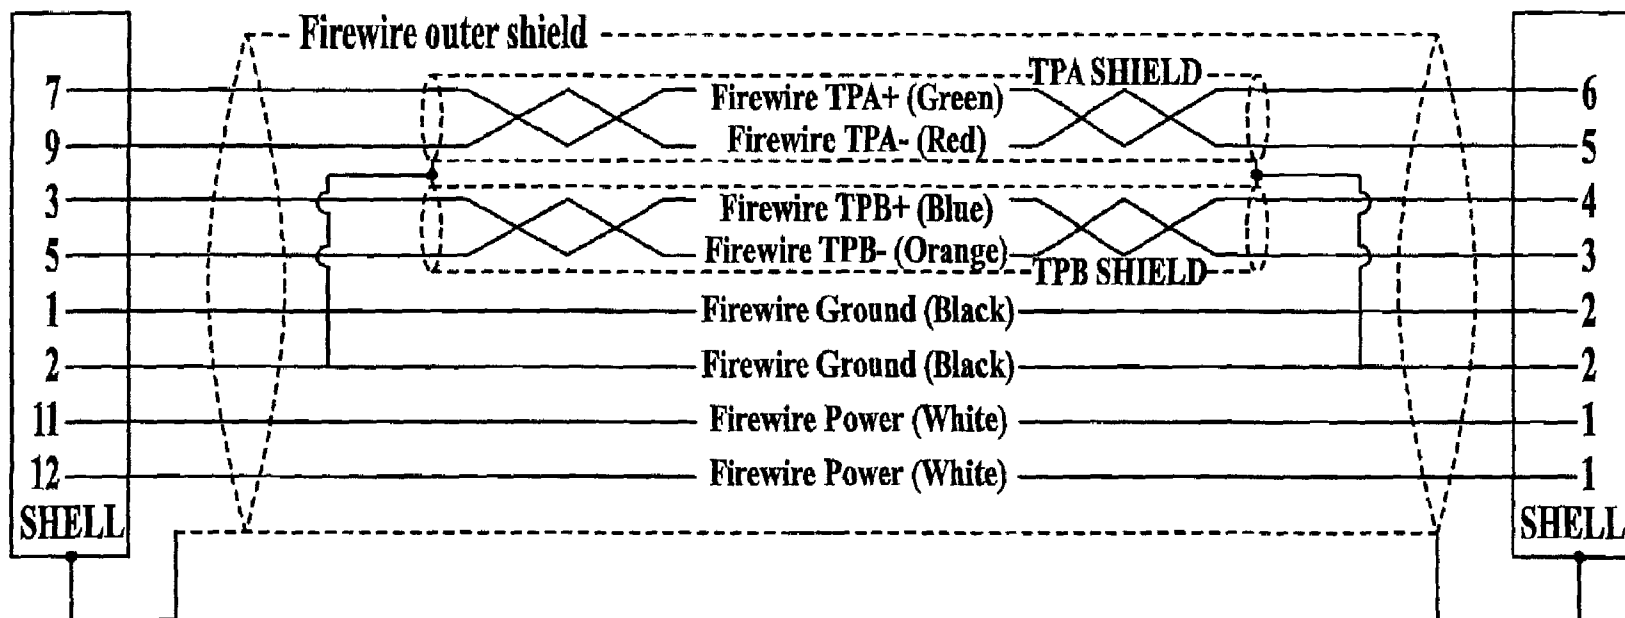 Firewire outer shield
TPA SHIELD
7 Firewire TPA+ (Green) 6
9 Firewire TPA- (Red) 5
3 Firewire TPB+ (Blue) 4
5 Firewire TPB- (Orange) 3
TPB SHIELD
1 Firewire Ground (Black) 2
2 Firewire Ground (Black) 2
11 Firewire Power (White) 1
12 Firewire Power (White) 1
SHELL SHELL